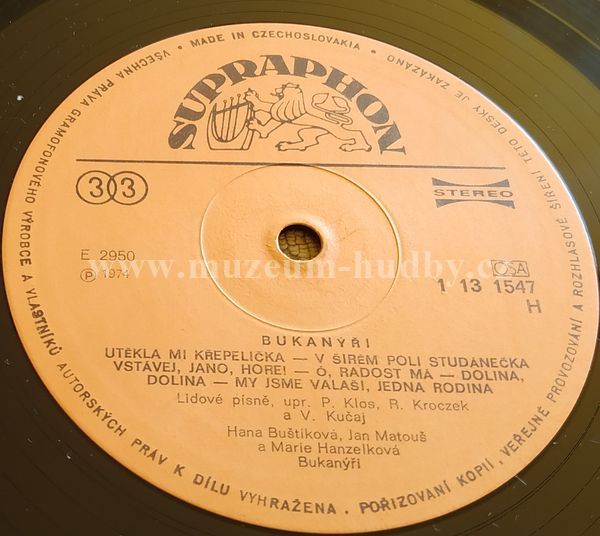 VŠECHNA PRÁVA GRAMOFONOVÉHO VÝROBCE A VLASTNÍKŮ AUTORSKÝCH PRÁV K DÍLU VYHRAŽENA. POŘIZOVÁNÍ KOPIÍ, VEŘEJNÉ PROVOZOVÁNÍ A ROZHLASOVÉ ŠÍŘENÍ TÉTO DESKY JE ZAKÁZÁNO • MADE IN CZECHOSLOVAKIA •
SUPRAPHON
33
STEREO
E 2950
℗ 1974
www.muzeum-hudby.c
OSA
1 13 1547
H
BUKANÝŘI
UTEKLA MI KŘEPELIČKA — V ŠIRÉM POLI STUDÁNEČKA
VSTÁVEJ, JANO, HORE! — Ó, RADOST MÁ — DOLINA,
DOLINA — MY JSME VALAŠI, JEDNA RODINA
Lidové písně, upr. P. Klos, R. Kroczek
a V. Kučaj
Hana Buštíková, Jan Matouš
a Marie Hanzelková
Bukanýři